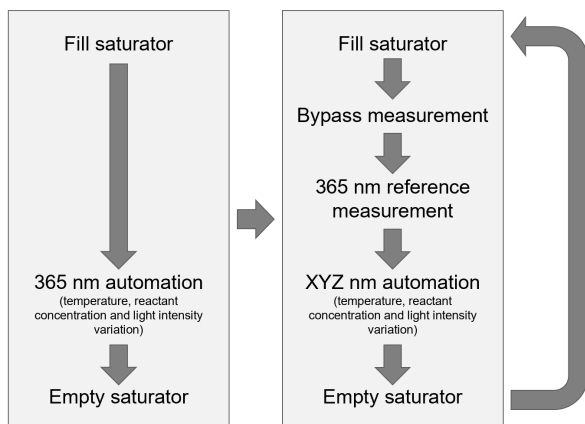 Fill saturator
365 nm automation
(temperature, reactant
concentration and light intensity
variation)
Empty saturator
Fill saturator
Bypass measurement
365 nm reference
measurement
XYZ nm automation
(temperature, reactant
concentration and light intensity
variation)
Empty saturator